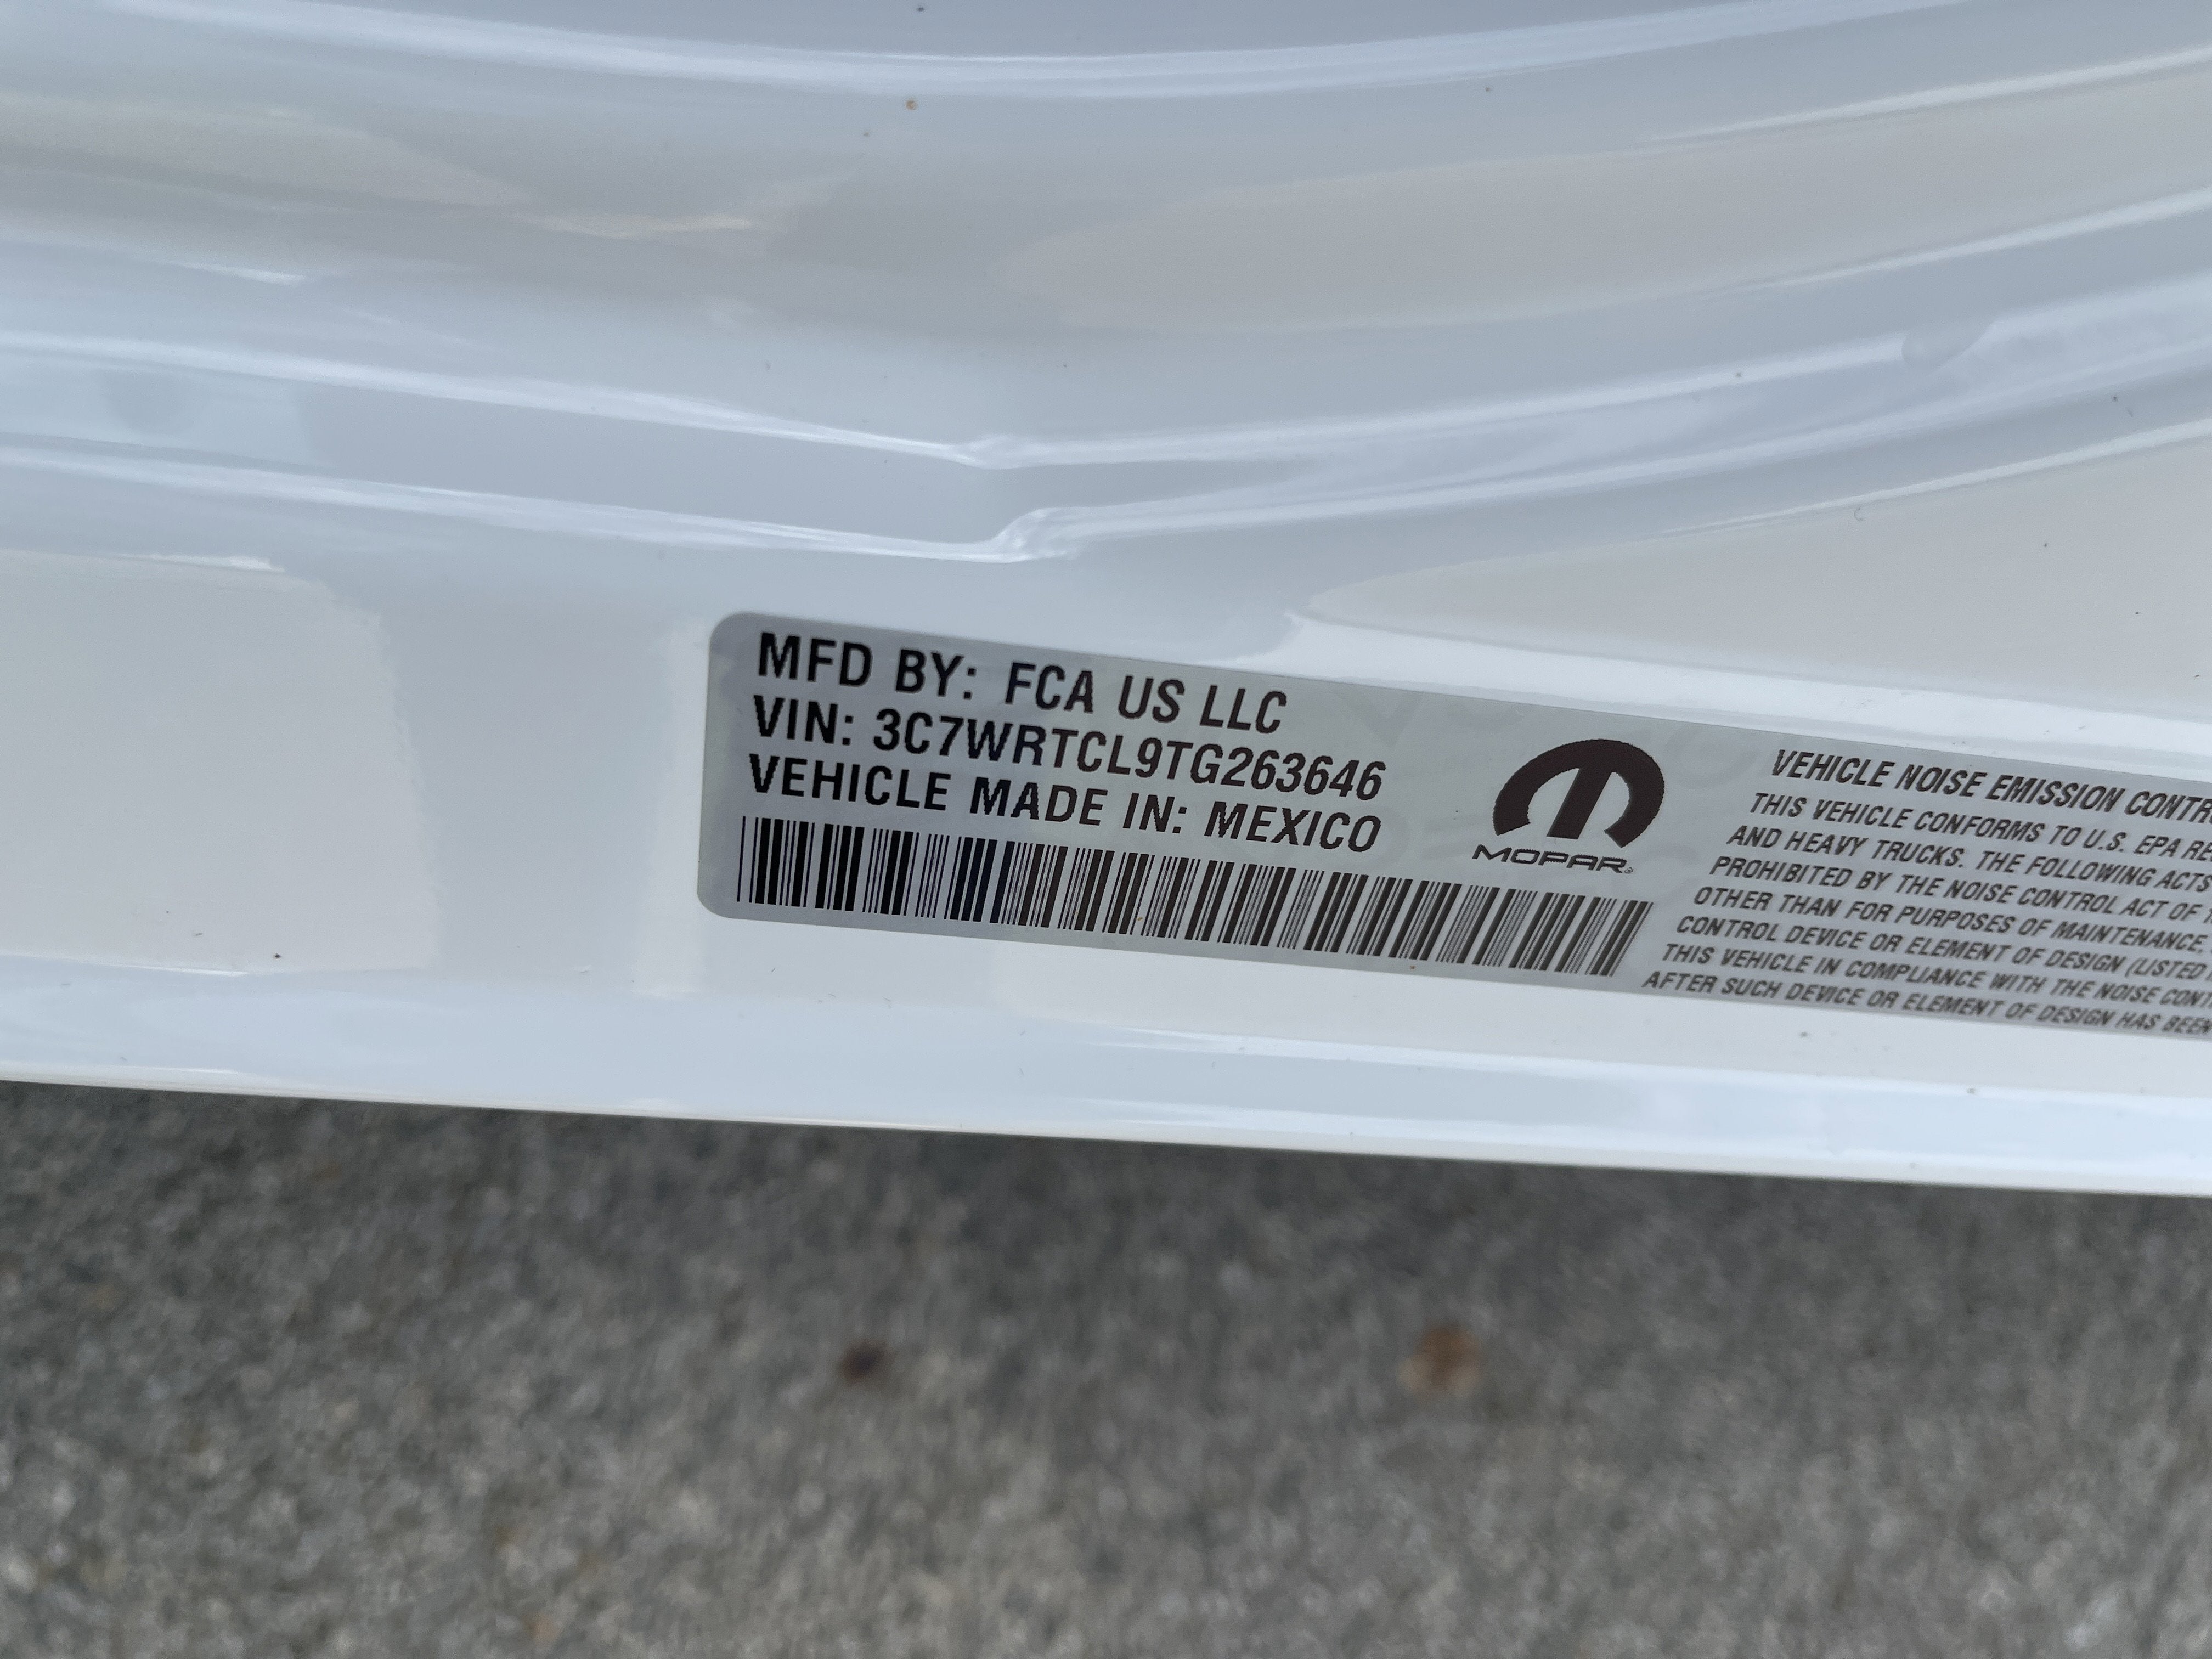 MFD BY: FCA US LLC
VIN: 3C7WRTCL9TG263646
VEHICLE MADE IN: MEXICO
MOPAR®
VEHICLE NOISE EMISSION
THIS VEHICLE CONFORMS TO U.S. EPA
AND HEAVY TRUCKS. THE FOLLOWING ACTS
PROHIBITED BY THE NOISE CONTROL ACT OF
OTHER THAN FOR PURPOSES OF MAINTENANCE,
CONTROL DEVICE OR ELEMENT OF DESIGN (LISTED
THIS VEHICLE IN COMPLIANCE WITH THE NOISE
AFTER SUCH DEVICE OR ELEMENT OF DESIGN HAS BEEN